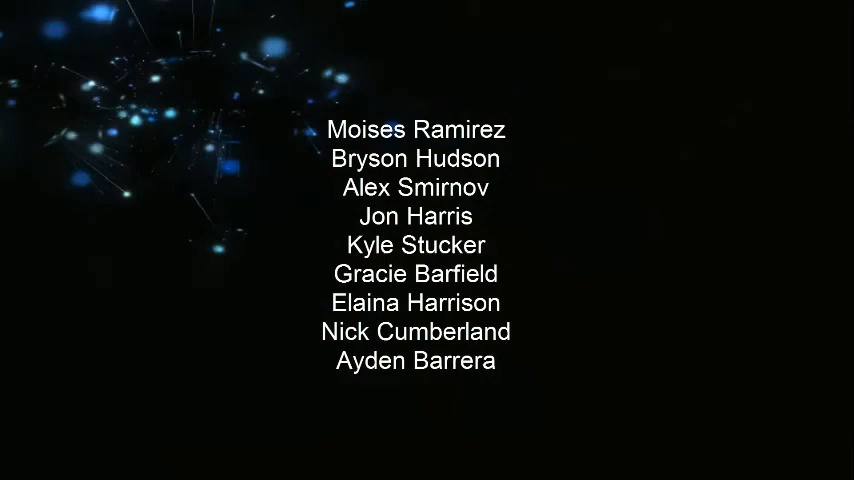 Moises Ramirez
Bryson Hudson
Alex Smirnov
Jon Harris
Kyle Stucker
Gracie Barfield
Elaina Harrison
Nick Cumberland
Ayden Barrera